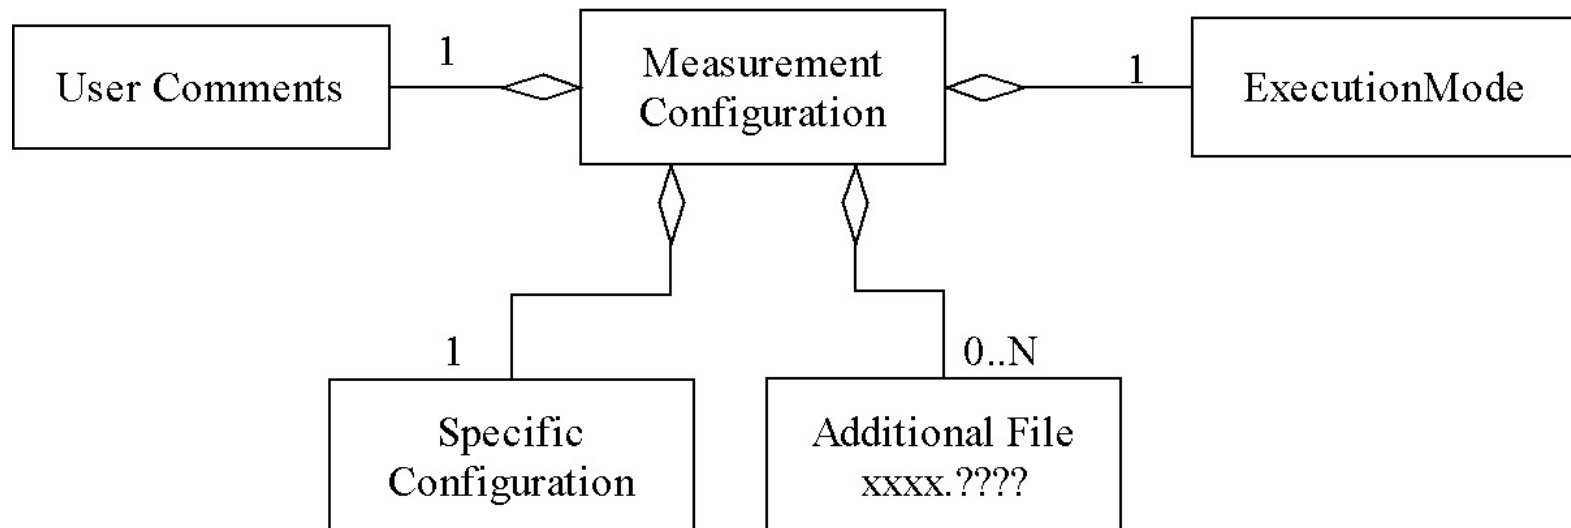 User Comments
1
Measurement
Configuration
1
ExecutionMode
1
0..N
Specific
Configuration
Additional File
xxxx.????